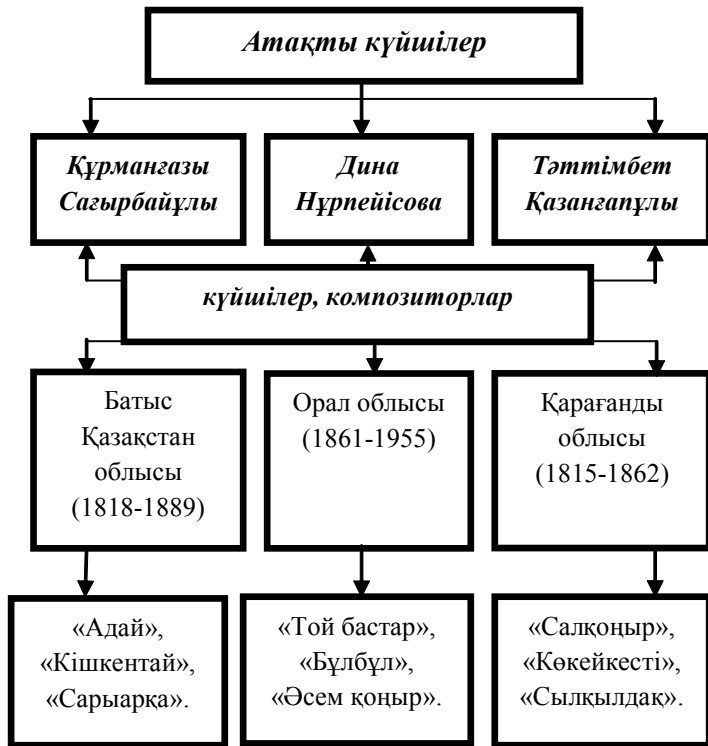 Атақты күйшілер
Құрманғазы
Сағырбайұлы
Дина
Нұрпейісова
Тәттімбет
Қазанғапұлы
күйшілер, композиторлар
Батыс
Қазақстан
облысы
(1818-1889)
Орал облысы
(1861-1955)
Қарағанды
облысы
(1815-1862)
«Адай»,
«Кішкентай»,
«Сарыарқа».
«Той бастар»,
«Бұлбұл»,
«Әсем қоңыр».
«Салқоңыр»,
«Көкейкесті»,
«Сылқылдақ».